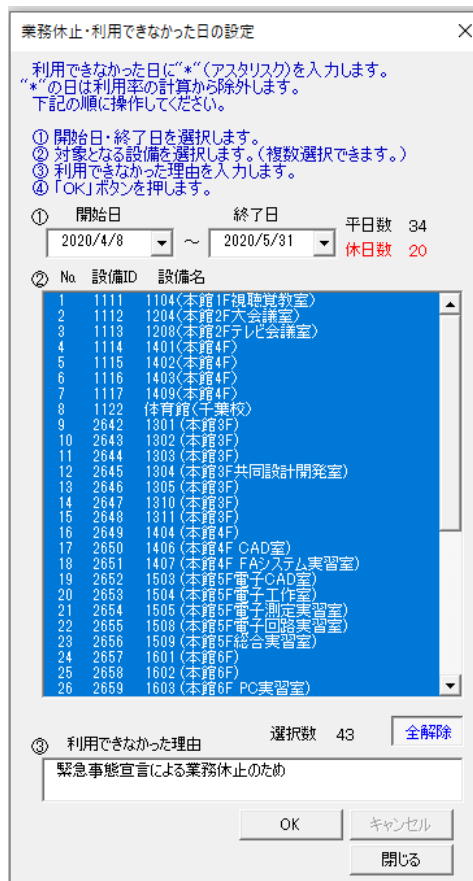 業務休止・利用できなかった日の設定
利用できなかった日に"*"(アスタリスク)を入力します。
"*"の日は利用率の計算から除外します。
下記の順に操作してください。
① 開始日・終了日を選択します。
② 対象となる設備を選択します。(複数選択できます。)
③ 利用できなかった理由を入力します。
④ 「OK」ボタンを押します。
① 開始日 終了日 平日数 34
2020/4/8 ～ 2020/5/31 休日数 20
② No. 設備ID 設備名
1 1111 1104(本館1F視聴覚教室)
2 1112 1204(本館2F大会議室)
3 1113 1208(本館2Fテレビ会議室)
4 1114 1401(本館4F)
5 1115 1402(本館4F)
6 1116 1403(本館4F)
7 1117 1409(本館4F)
8 1122 体育館(千葉校)
9 2642 1301 (本館3F)
10 2643 1302 (本館3F)
11 2644 1303 (本館3F)
12 2645 1304 (本館3F共同設計開発室)
13 2646 1305 (本館3F)
14 2647 1310 (本館3F)
15 2648 1311 (本館3F)
16 2649 1404 (本館4F)
17 2650 1406 (本館4F CAD室)
18 2651 1407 (本館4F FAシステム実習室)
19 2652 1503 (本館5F電子CAD室)
20 2653 1504 (本館5F電子工作室)
21 2654 1505 (本館5F電子測定実習室)
22 2655 1508 (本館5F電子回路実習室)
23 2656 1509 (本館5F総合実習室)
24 2657 1601 (本館6F)
25 2658 1602 (本館6F)
26 2659 1603 (本館6F PC実習室)
選択数 43 全解除
③ 利用できなかった理由
緊急事態宣言による業務休止のため
OK キャンセル
閉じる